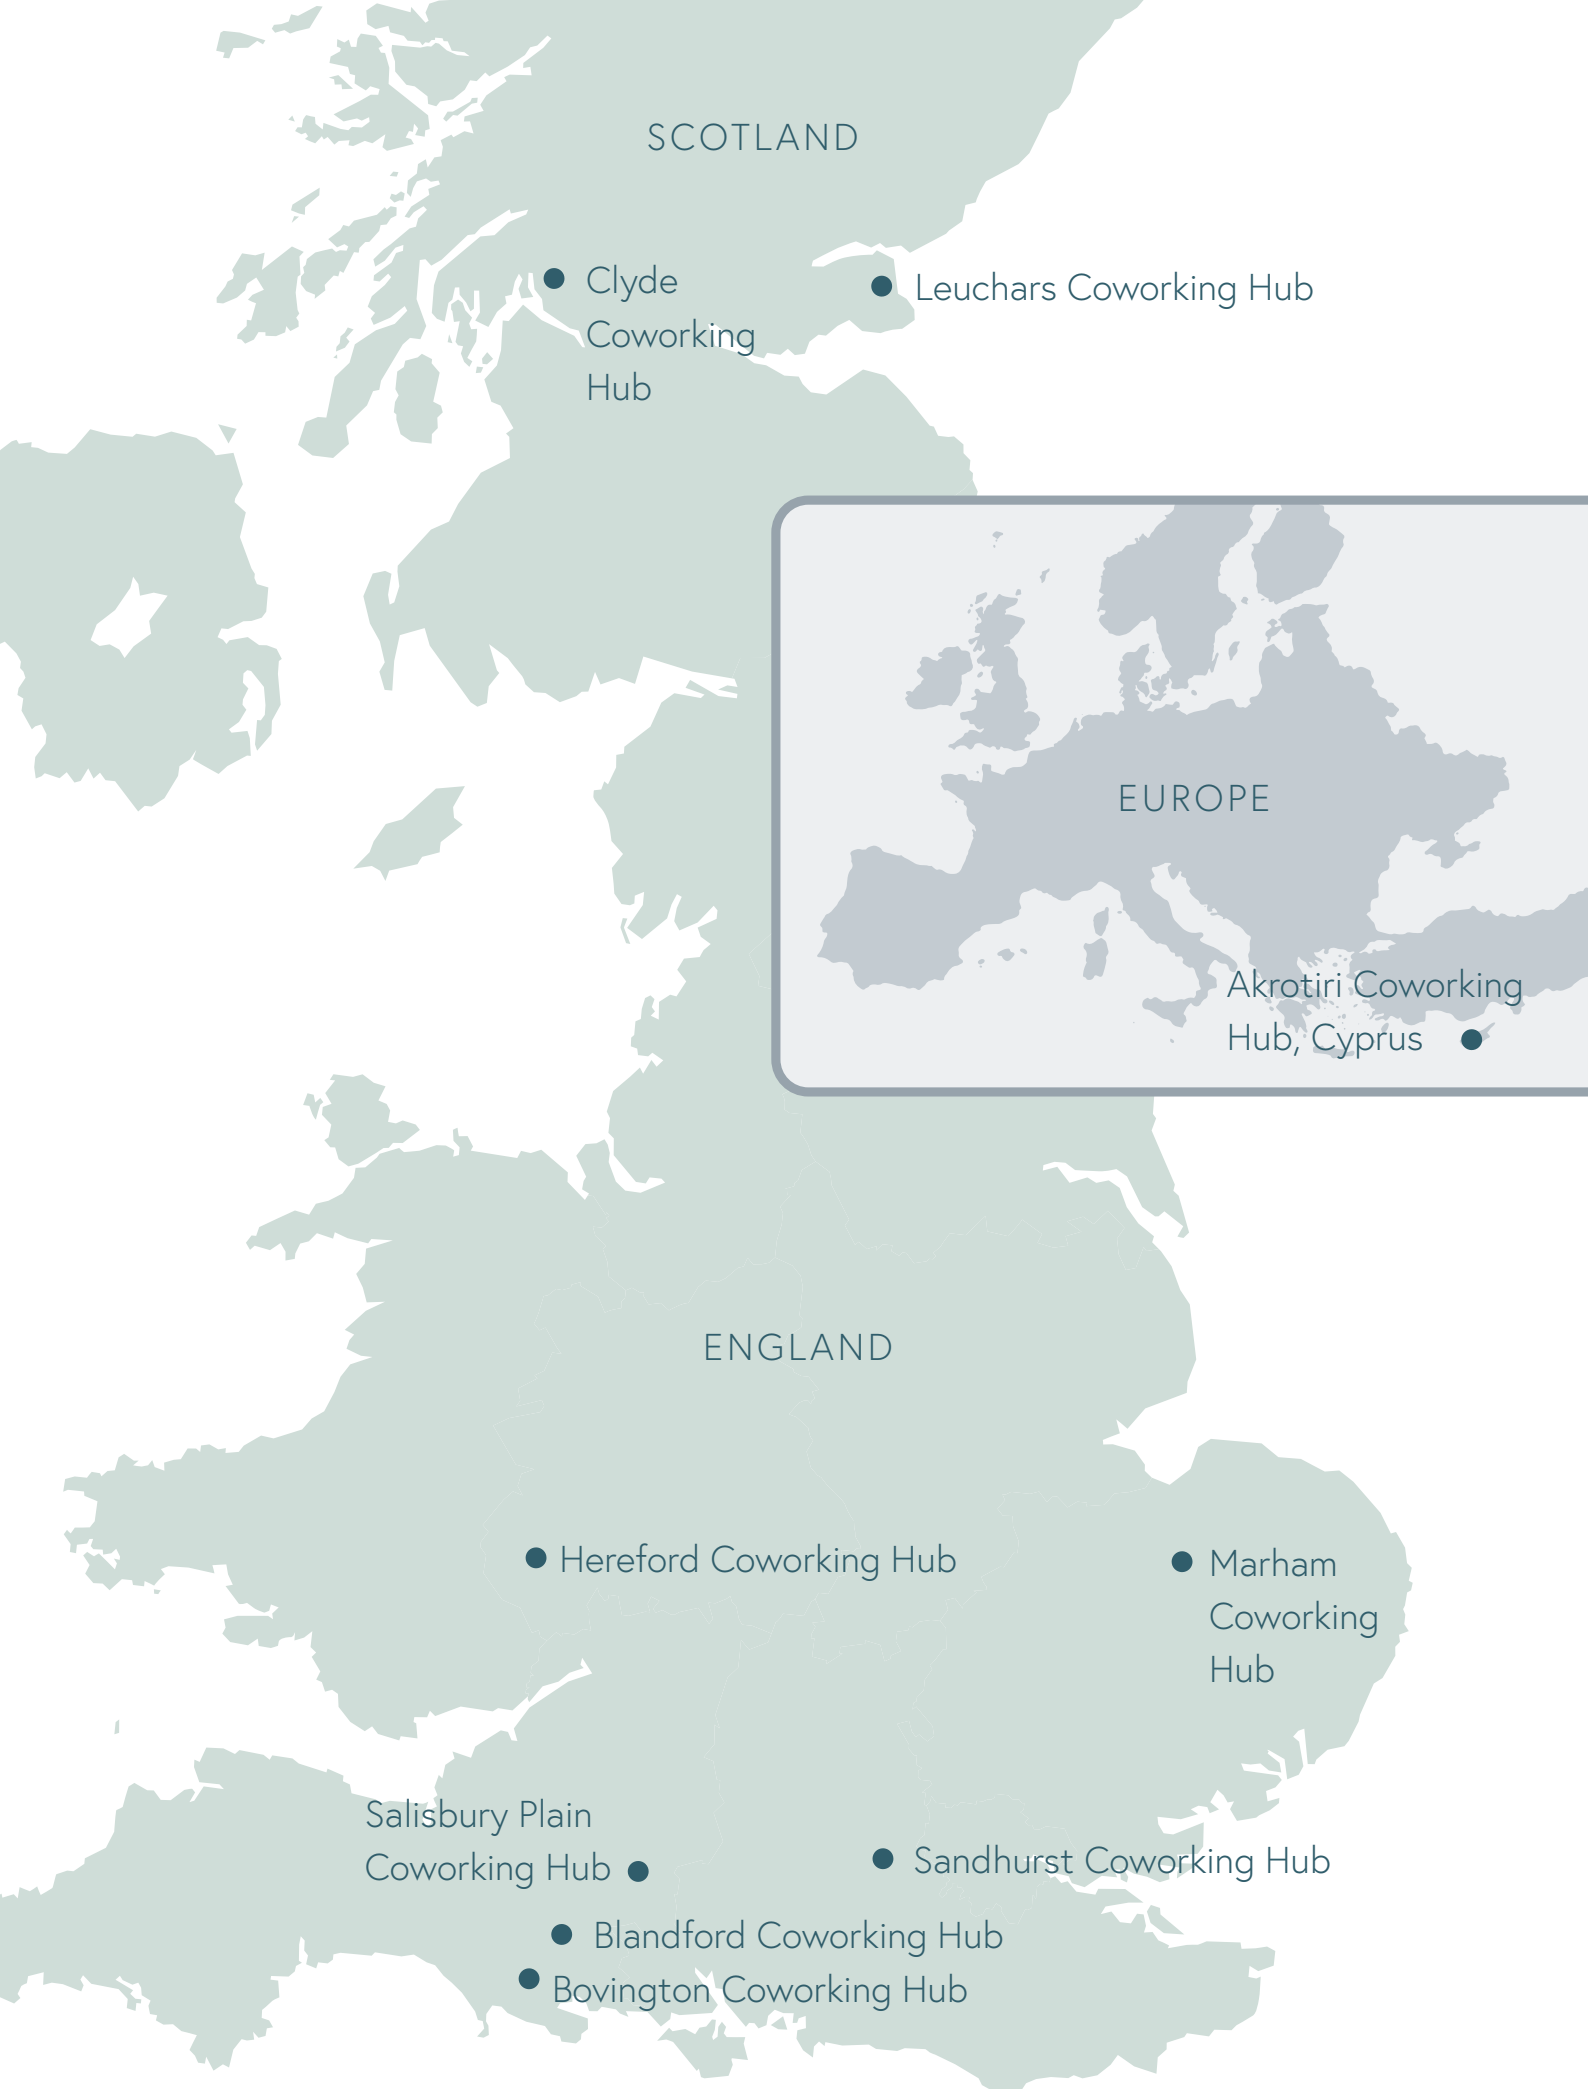 SCOTLAND
Clyde
Coworking
Hub
Leuchars Coworking Hub
EUROPE
Akrotiri Coworking
Hub, Cyprus
ENGLAND
Hereford Coworking Hub
Marham
Coworking
Hub
Salisbury Plain
Coworking Hub
Sandhurst Coworking Hub
Blandford Coworking Hub
Bovington Coworking Hub